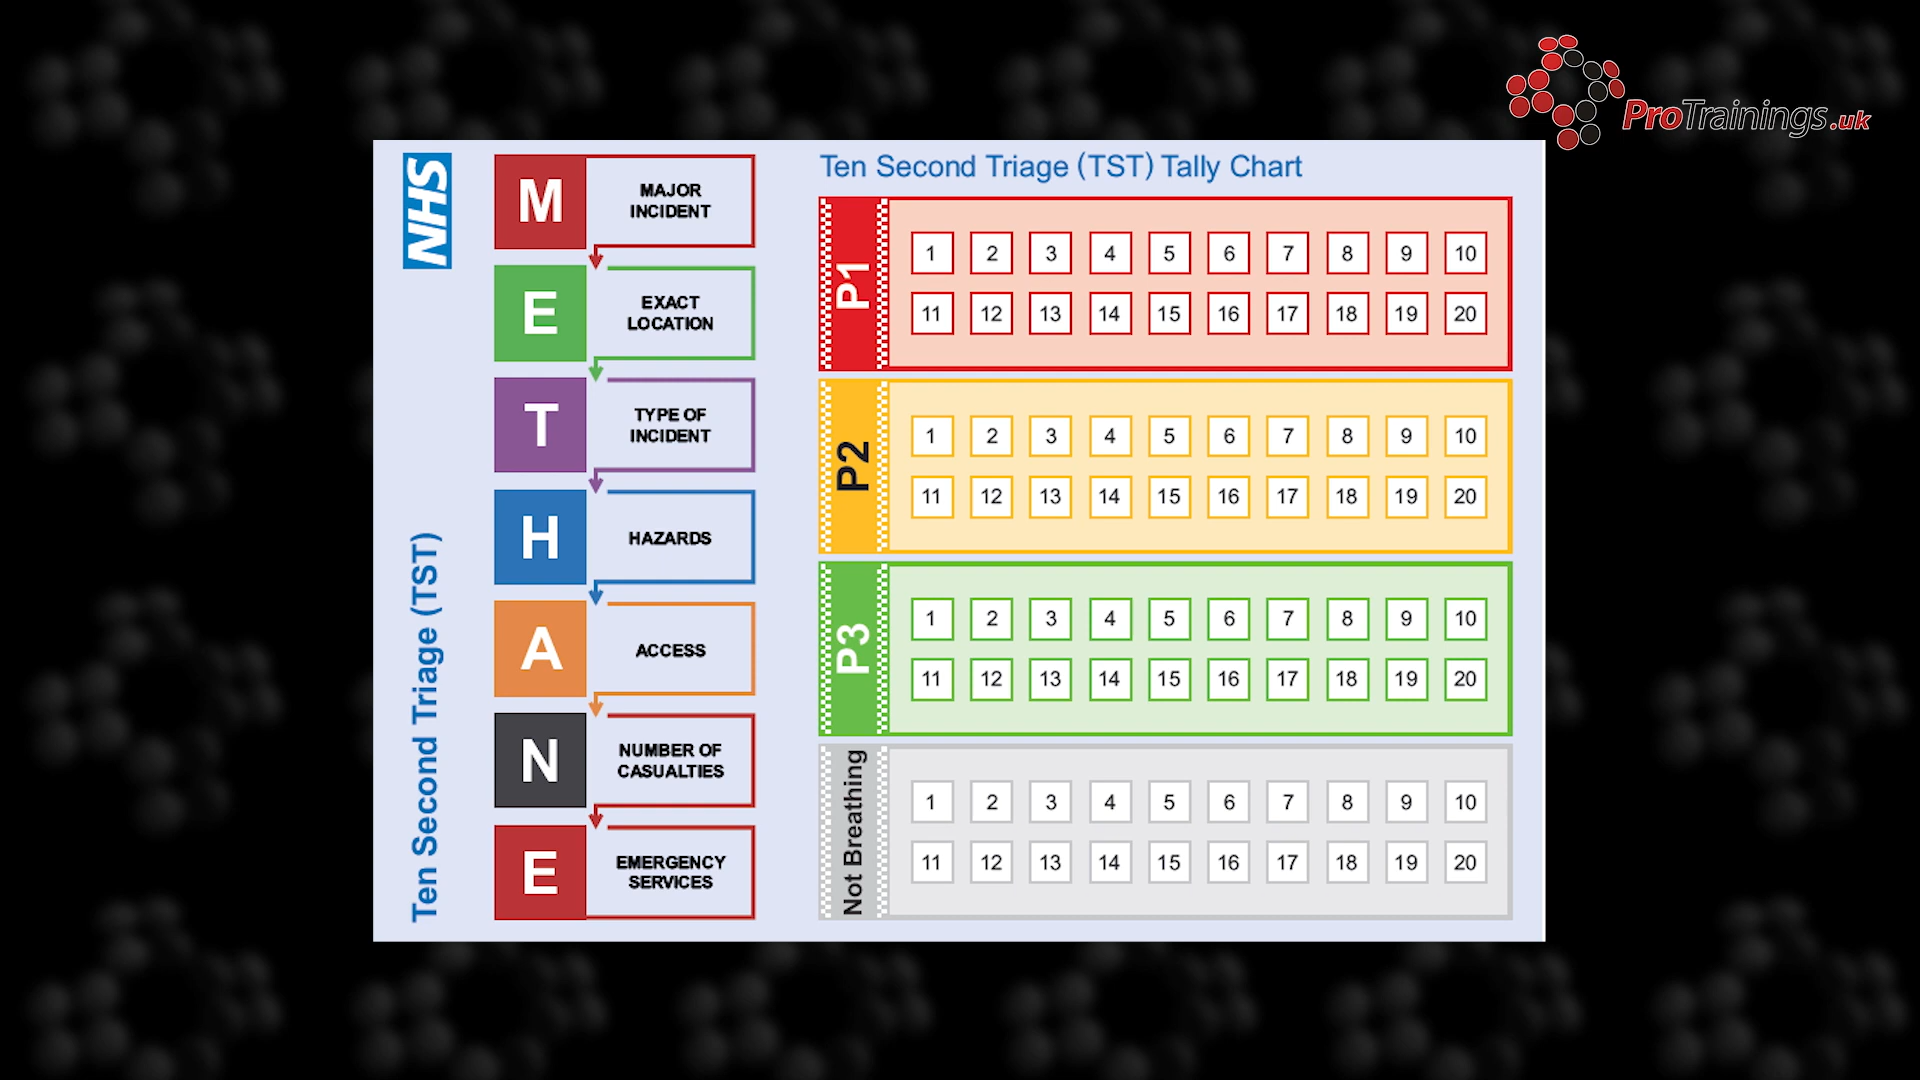 ProTrainings.uk
NHS
Ten Second Triage (TST)
M
MAJOR
INCIDENT
E
EXACT
LOCATION
T
TYPE OF
INCIDENT
H
HAZARDS
A
ACCESS
N
NUMBER OF
CASUALTIES
E
EMERGENCY
SERVICES
Ten Second Triage (TST) Tally Chart
P1
1 2 3 4 5 6 7 8 9 10
11 12 13 14 15 16 17 18 19 20
P2
1 2 3 4 5 6 7 8 9 10
11 12 13 14 15 16 17 18 19 20
P3
1 2 3 4 5 6 7 8 9 10
11 12 13 14 15 16 17 18 19 20
Not Breathing
1 2 3 4 5 6 7 8 9 10
11 12 13 14 15 16 17 18 19 20